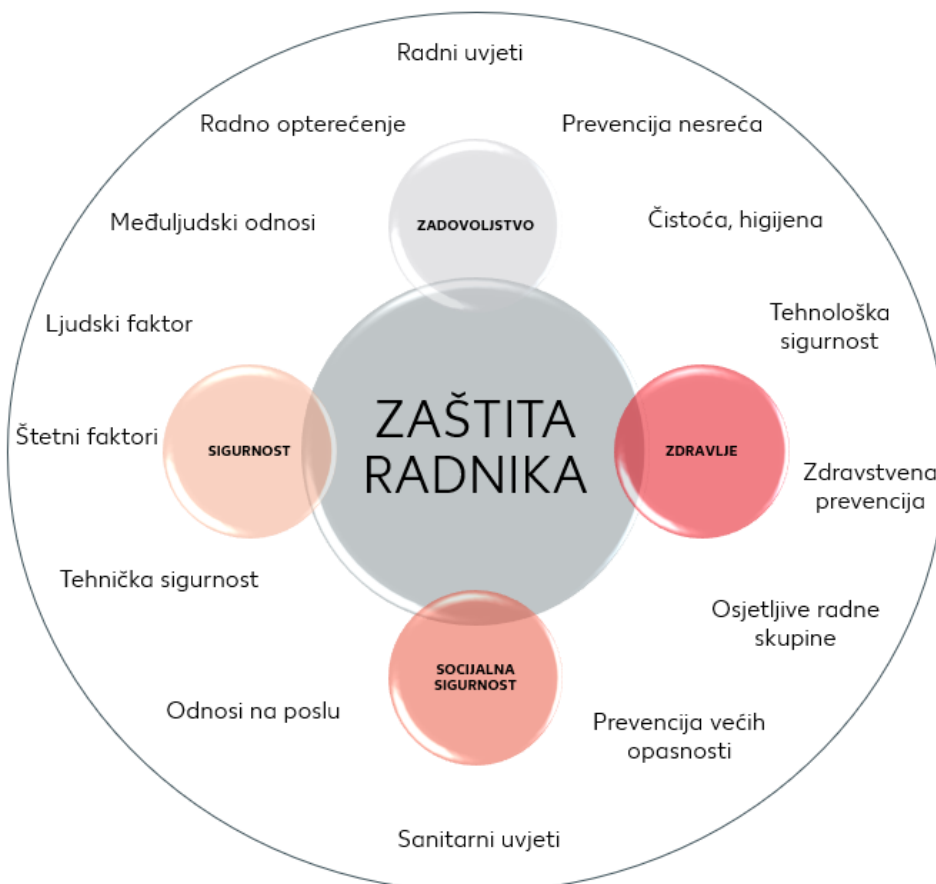 Radni uvjeti
Radno opterećenje
Prevencija nesreća
Međuljudski odnosi
ZADOVOLJSTVO
Čistoća, higijena
Ljudski faktor
Tehnološka
sigurnost
Štetni faktori
SIGURNOST
ZAŠTITA
RADNIKA
ZDRAVLJE
Zdravstvena
prevencija
Tehnička sigurnost
Osjetljive radne
skupine
SOCIJALNA
SIGURNOST
Odnosi na poslu
Prevencija većih
opasnosti
Sanitarni uvjeti